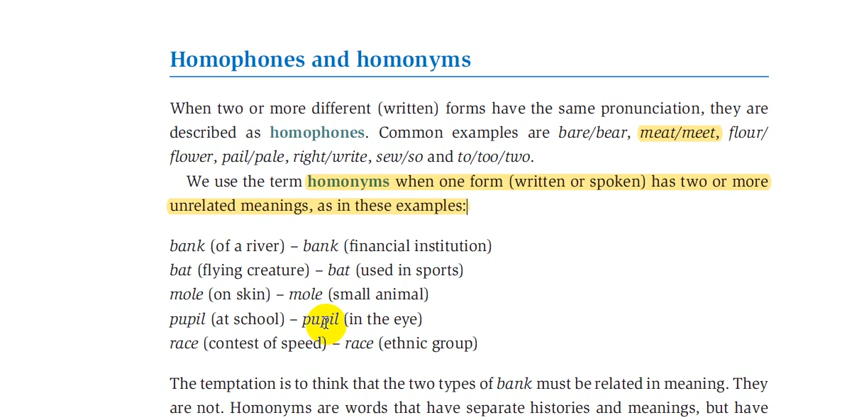 Homophones and homonyms
When two or more different (written) forms have the same pronunciation, they are
described as homophones. Common examples are bare/bear, meat/meet, flour/
flower, pail/pale, right/write, sew/so and to/too/two.
We use the term homonyms when one form (written or spoken) has two or more
unrelated meanings, as in these examples:
bank (of a river) – bank (financial institution)
bat (flying creature) – bat (used in sports)
mole (on skin) – mole (small animal)
pupil (at school) – pupil (in the eye)
race (contest of speed) – race (ethnic group)
The temptation is to think that the two types of bank must be related in meaning. They
are not. Homonyms are words that have separate histories and meanings, but have